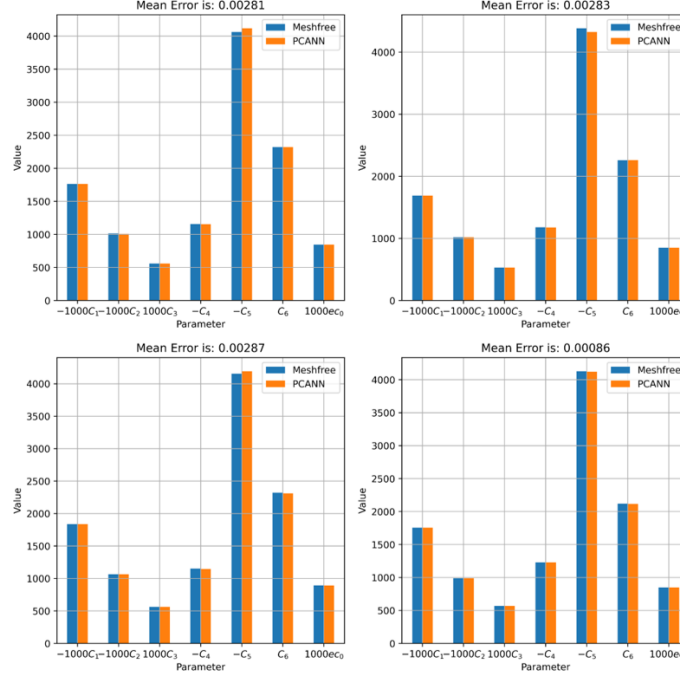 Mean Error is: 0.00281
Meshfree
PCANN
4000
3500
3000
2500
2000
1500
1000
500
0
Value
−1000C₁ −1000C₂ 1000C₃ −C₄ −C₅ C₆ 1000ec₀
Parameter
Mean Error is: 0.00283
Meshfree
PCANN
4000
3000
2000
1000
0
Value
−1000C₁ −1000C₂ 1000C₃ −C₄ −C₅ C₆ 1000ec
Parameter
Mean Error is: 0.00287
Meshfree
PCANN
4000
3500
3000
2500
2000
1500
1000
500
0
Value
−1000C₁ −1000C₂ 1000C₃ −C₄ −C₅ C₆ 1000ec₀
Parameter
Mean Error is: 0.00086
Meshfree
PCANN
4000
3500
3000
2500
2000
1500
1000
500
0
Value
−1000C₁ −1000C₂ 1000C₃ −C₄ −C₅ C₆ 1000ec
Parameter